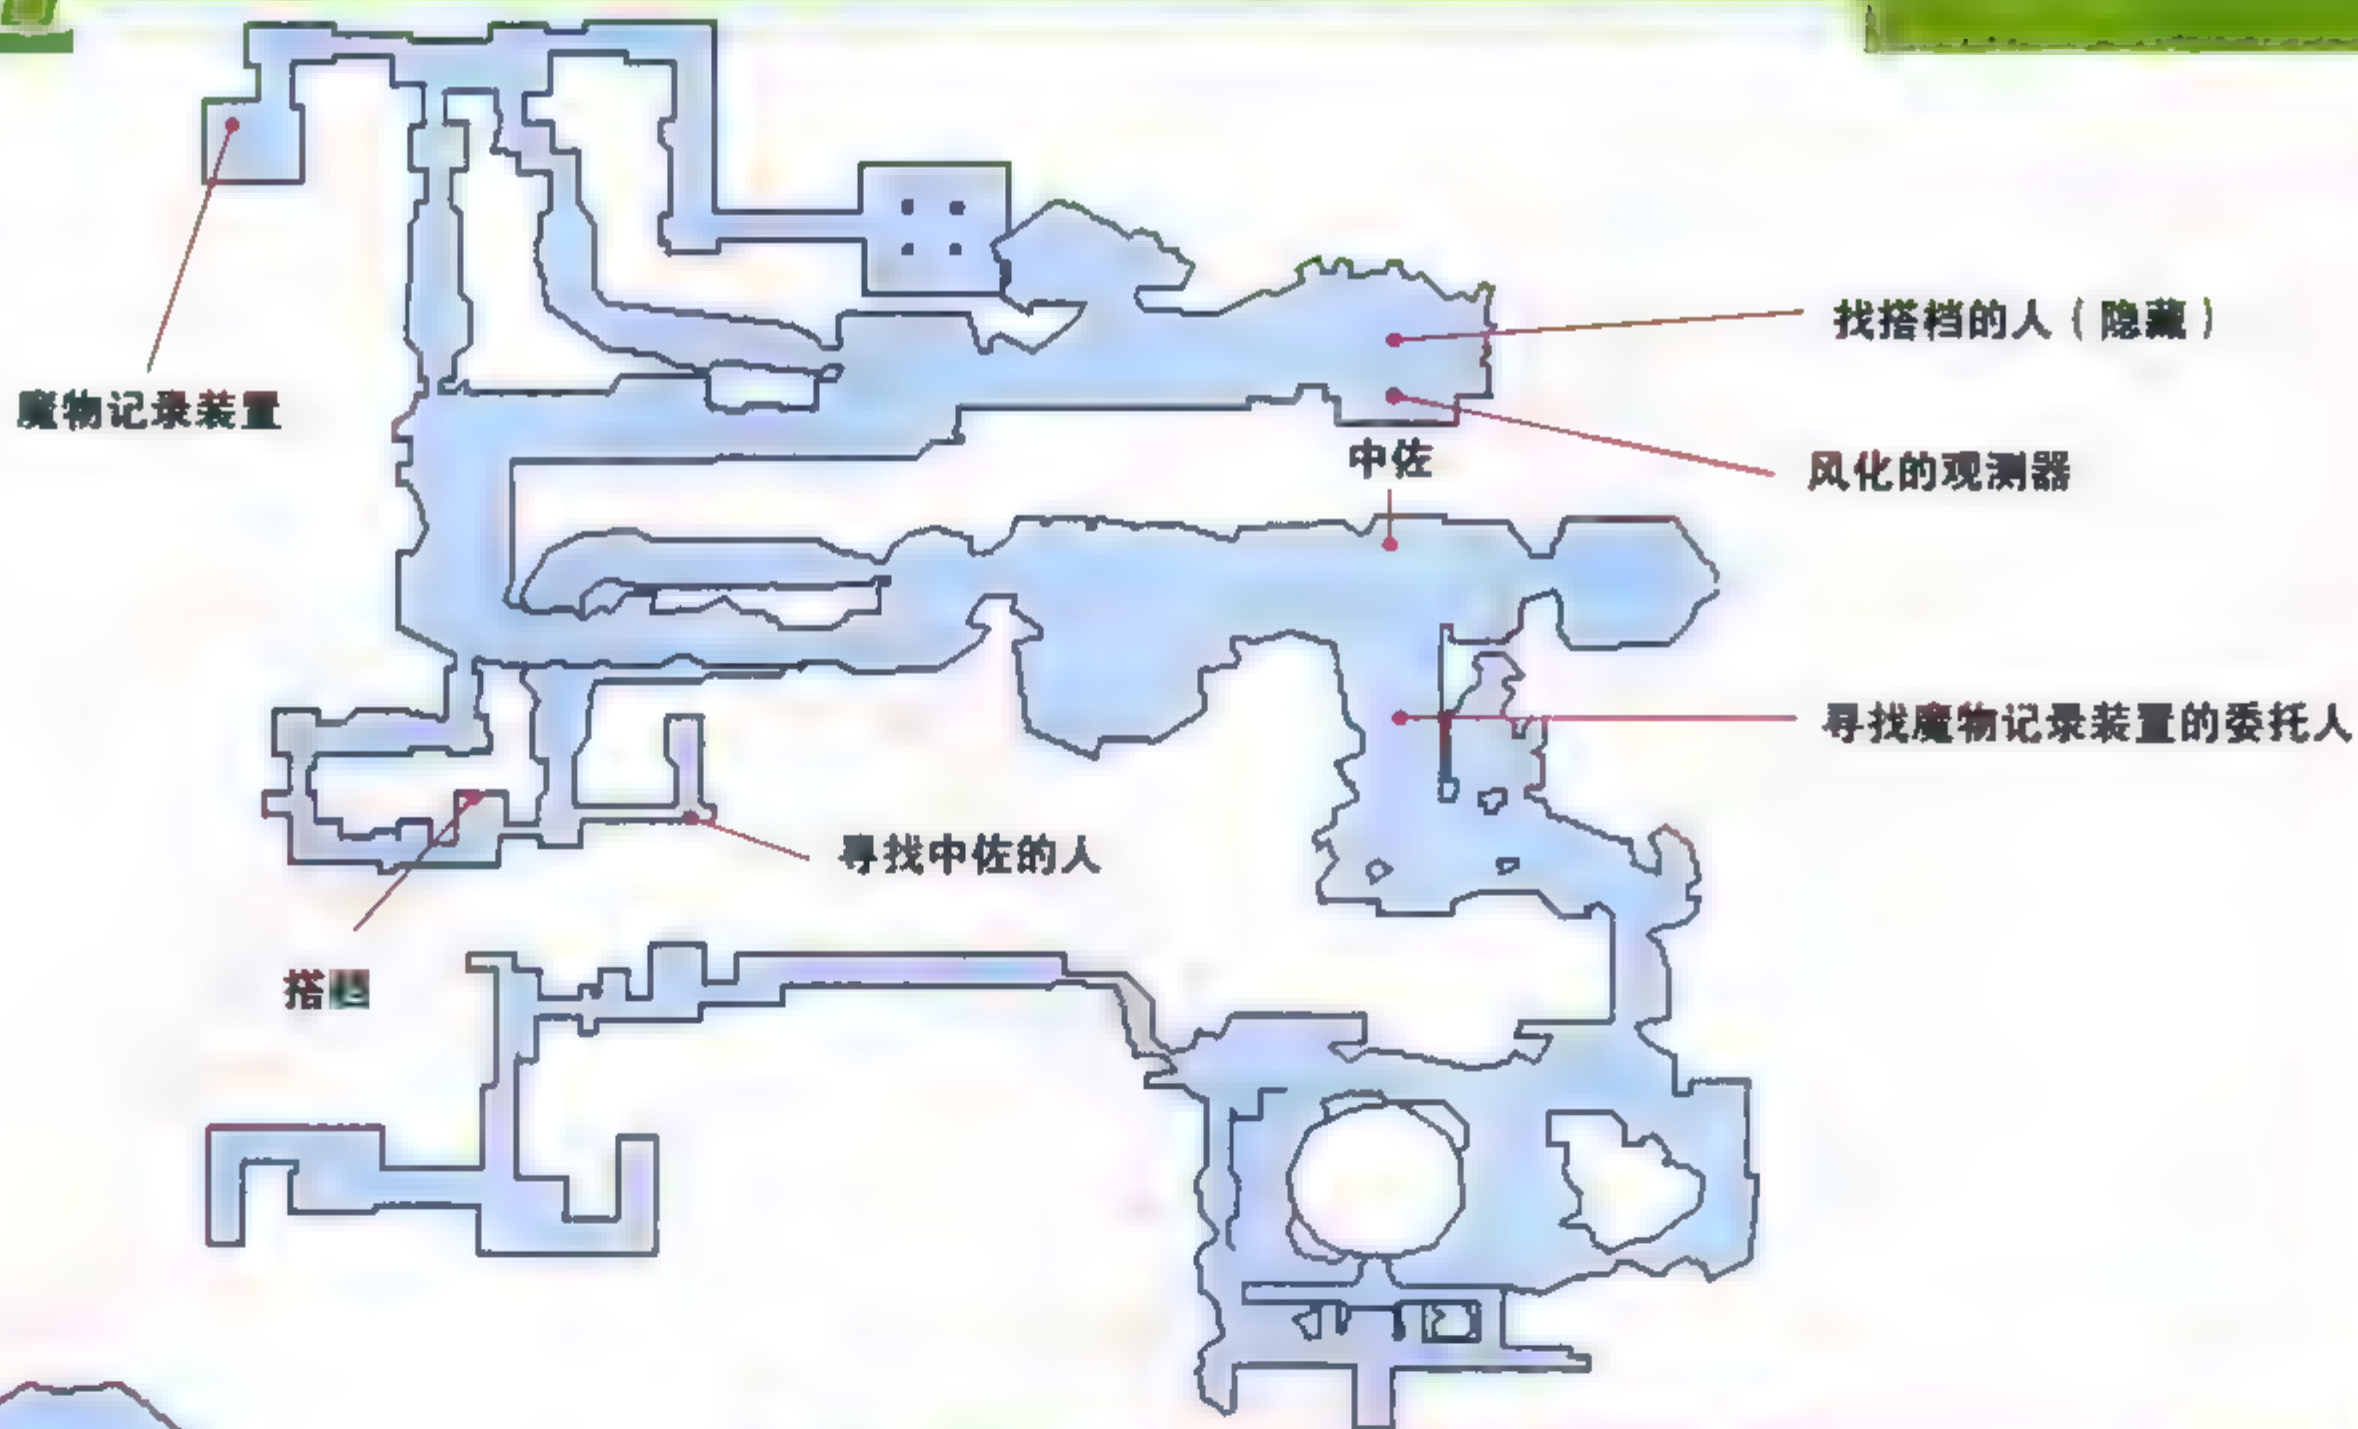 找搭档的人（隐藏）
魔物记录装置
中佐
风化的观测器
寻找魔物记录装置的委托人
寻找中佐的人
搭档